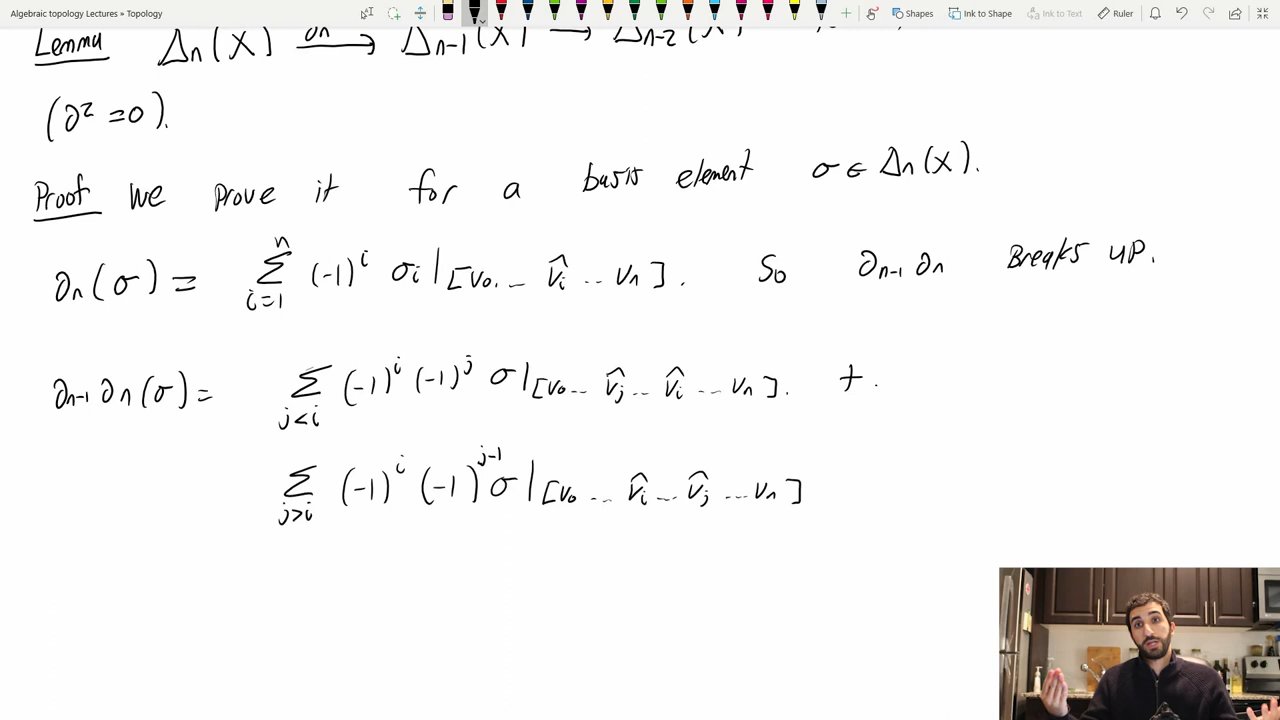 Algebraic topology Lectures » Topology
Shapes Ink to Shape Ink to Text Ruler
Lemma Δn(X) ∂n→ Δn-1(X) → Δn-2(X)
(∂² = 0).
Proof We prove it for a basis element σ ∈ Δn(X).
∂n(σ) = Σ_{i=1}^{n} (-1)^i σi|[v0, .. v̂i .. vn]. So ∂n-1 ∂n Breaks up.
∂n-1 ∂n(σ) = Σ_{j<i} (-1)^i (-1)^j σ|[v0 .. v̂j .. v̂i .. vn]. + .
Σ_{j>i} (-1)^i (-1)^{j-1} σ|[v0 ... v̂i ... v̂j ... vn]